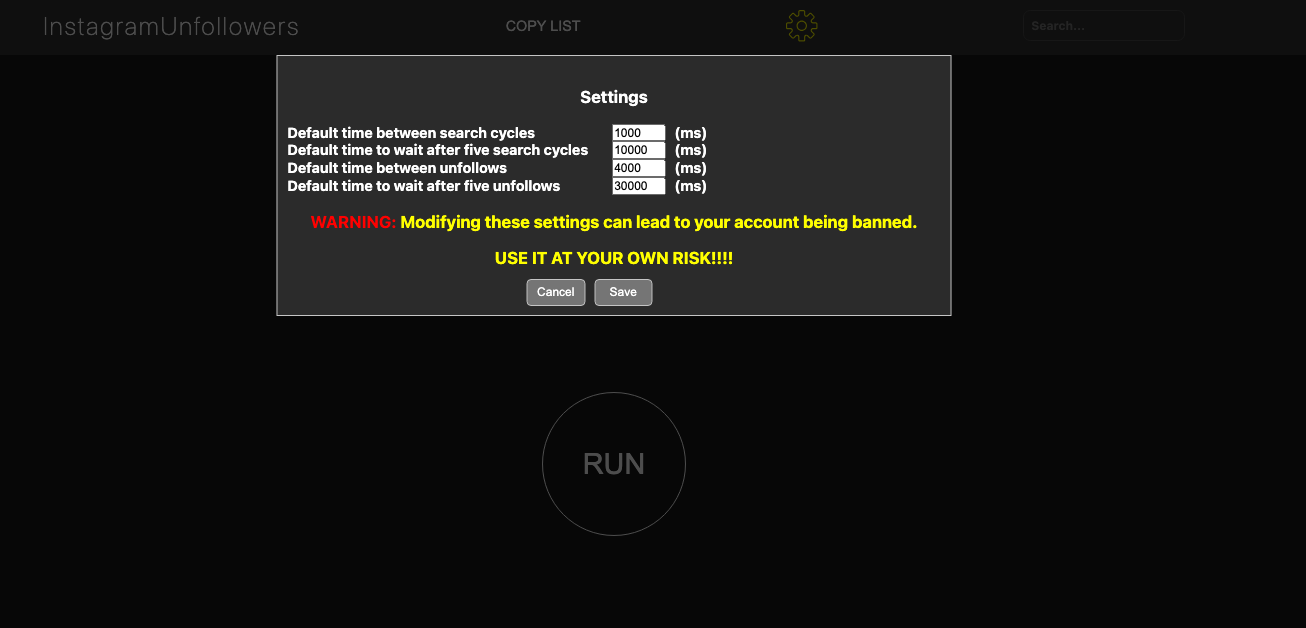 InstagramUnfollowers
COPY LIST
Search...
Settings
Default time between search cycles 1000 (ms)
Default time to wait after five search cycles 10000 (ms)
Default time between unfollows 4000 (ms)
Default time to wait after five unfollows 30000 (ms)
WARNING: Modifying these settings can lead to your account being banned.
USE IT AT YOUR OWN RISK!!!!
Cancel Save
RUN